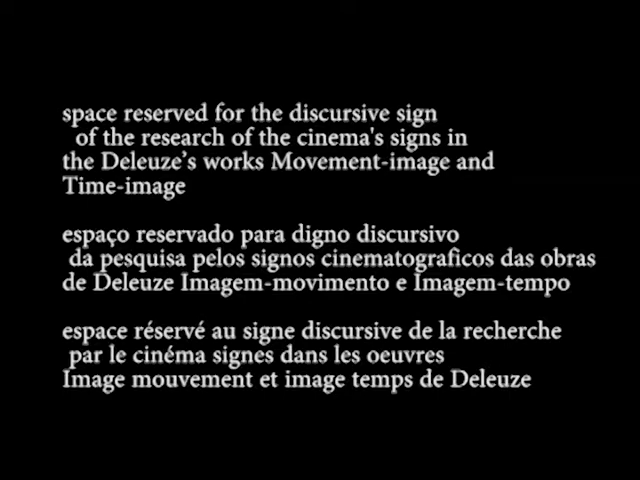 space reserved for the discursive sign
of the research of the cinema's signs in
the Deleuze's works Movement-image and
Time-image
espaço reservado para digno discursivo
da pesquisa pelos signos cinematograficos das obras
de Deleuze Imagem-movimento e Imagem-tempo
espace réservé au signe discursive de la recherche
par le cinéma signes dans les oeuvres
Image mouvement et image temps de Deleuze